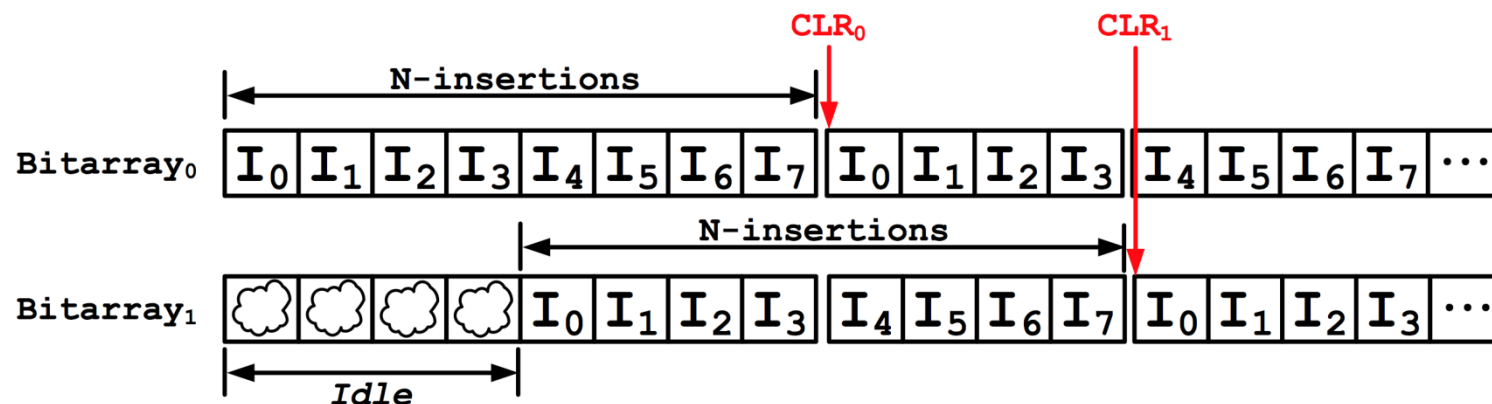 CLR₀ CLR₁
N-insertions
Bitarray₀ I₀ I₁ I₂ I₃ I₄ I₅ I₆ I₇ I₀ I₁ I₂ I₃ I₄ I₅ I₆ I₇ ...
N-insertions
Bitarray₁ I₀ I₁ I₂ I₃ I₄ I₅ I₆ I₇ I₀ I₁ I₂ I₃ ...
Idle